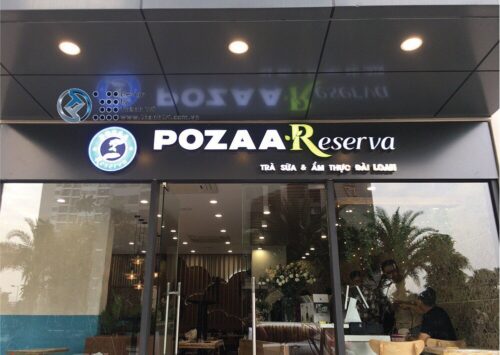 POZAA Reserva
TRÀ SỮA & ẨM THỰC ĐÀI LOAN